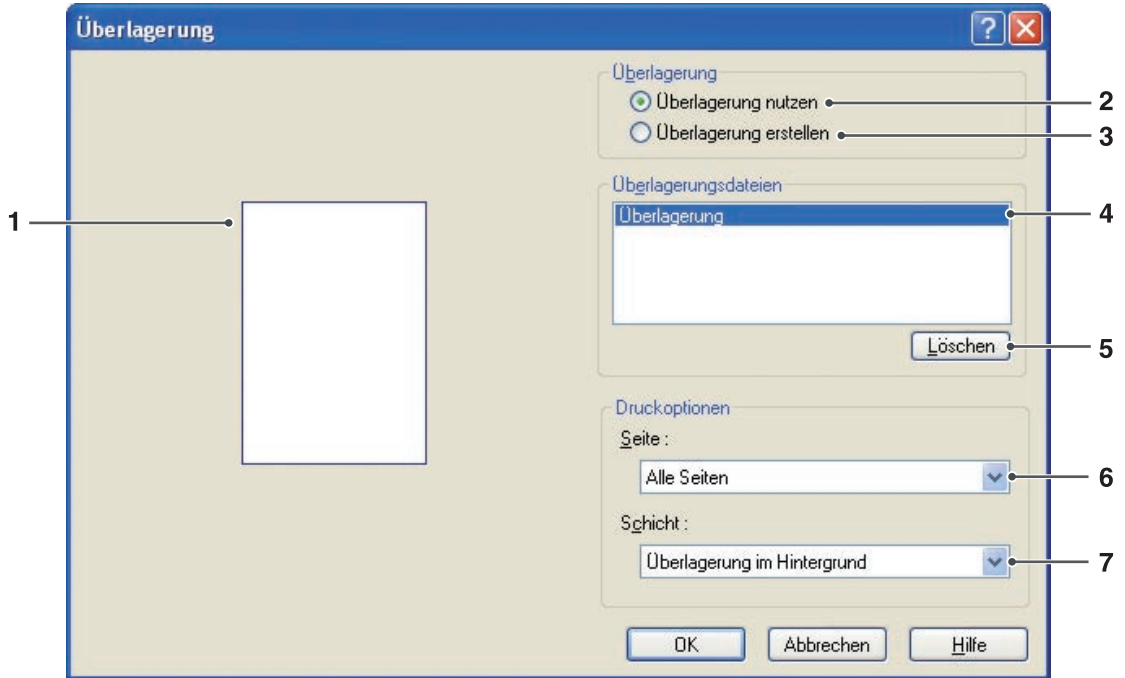 Überlagerung
Überlagerung
Überlagerung nutzen
2
Überlagerung erstellen
3
Überlagerungsdateien
1
Überlagerung
4
Löschen
5
Druckoptionen
Seite :
Alle Seiten
6
Schicht :
Überlagerung im Hintergrund
7
OK
Abbrechen
Hilfe